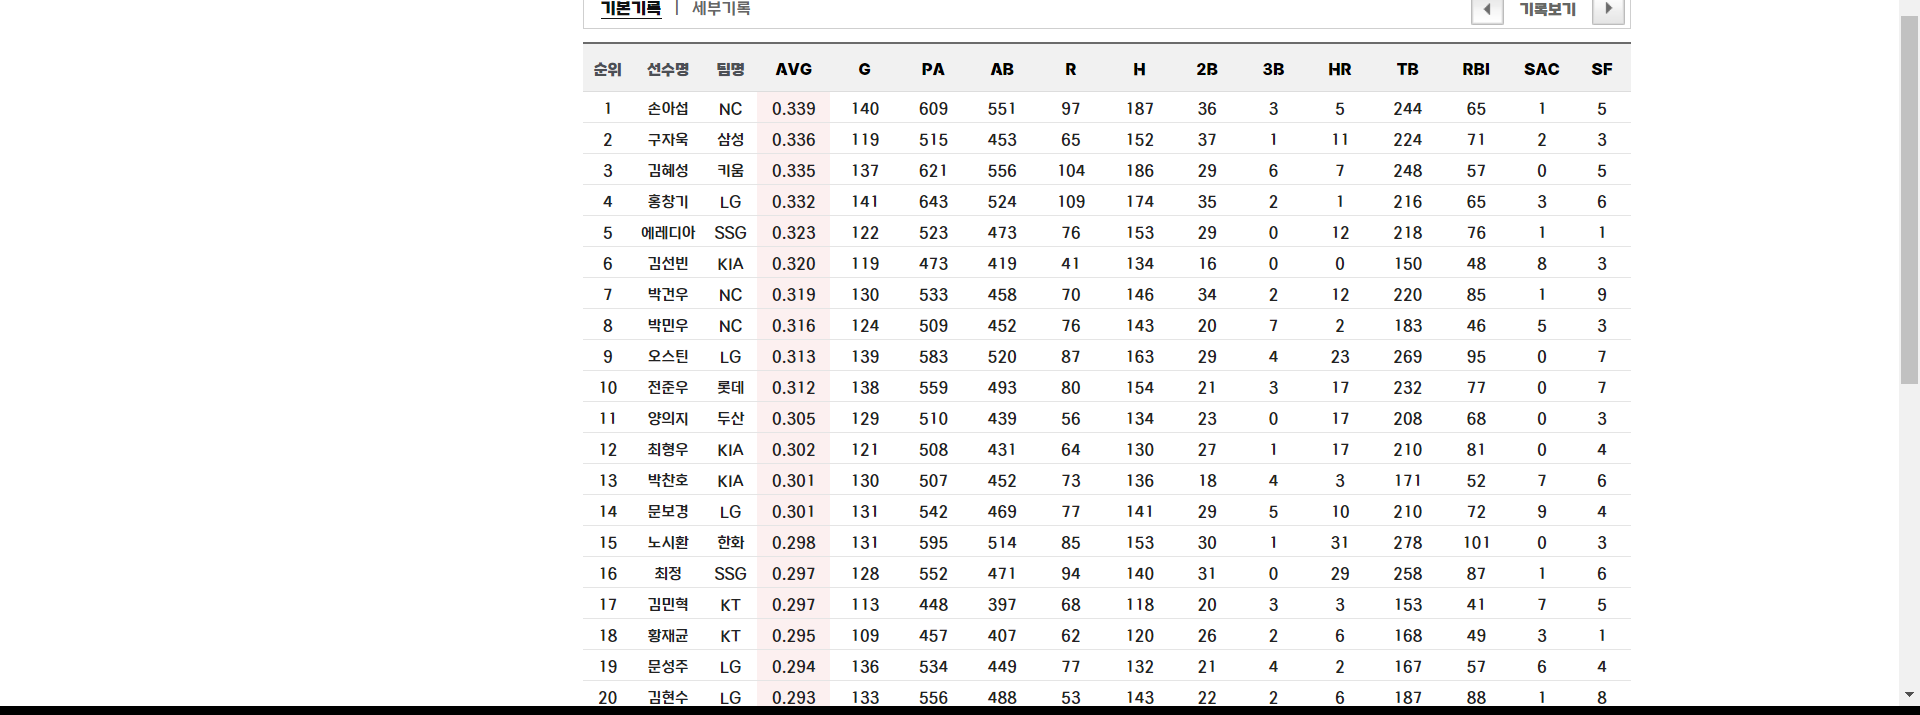 기본기록 | 세부기록 기록보기
순위 선수명 팀명 AVG G PA AB R H 2B 3B HR TB RBI SAC SF
1 손아섭 NC 0.339 140 609 551 97 187 36 3 5 244 65 1 5
2 구자욱 삼성 0.336 119 515 453 65 152 37 1 11 224 71 2 3
3 김혜성 키움 0.335 137 621 556 104 186 29 6 7 248 57 0 5
4 홍창기 LG 0.332 141 643 524 109 174 35 2 1 216 65 3 6
5 에레디아 SSG 0.323 122 523 473 76 153 29 0 12 218 76 1 1
6 김선빈 KIA 0.320 119 473 419 41 134 16 0 0 150 48 8 3
7 박건우 NC 0.319 130 533 458 70 146 34 2 12 220 85 1 9
8 박민우 NC 0.316 124 509 452 76 143 20 7 2 183 46 5 3
9 오스틴 LG 0.313 139 583 520 87 163 29 4 23 269 95 0 7
10 전준우 롯데 0.312 138 559 493 80 154 21 3 17 232 77 0 7
11 양의지 두산 0.305 129 510 439 56 134 23 0 17 208 68 0 3
12 최형우 KIA 0.302 121 508 431 64 130 27 1 17 210 81 0 4
13 박찬호 KIA 0.301 130 507 452 73 136 18 4 3 171 52 7 6
14 문보경 LG 0.301 131 542 469 77 141 29 5 10 210 72 9 4
15 노시환 한화 0.298 131 595 514 85 153 30 1 31 278 101 0 3
16 최정 SSG 0.297 128 552 471 94 140 31 0 29 258 87 1 6
17 김민혁 KT 0.297 113 448 397 68 118 20 3 3 153 41 7 5
18 황재균 KT 0.295 109 457 407 62 120 26 2 6 168 49 3 1
19 문성주 LG 0.294 136 534 449 77 132 21 4 2 167 57 6 4
20 김현수 LG 0.293 133 556 488 53 143 22 2 6 187 88 1 8